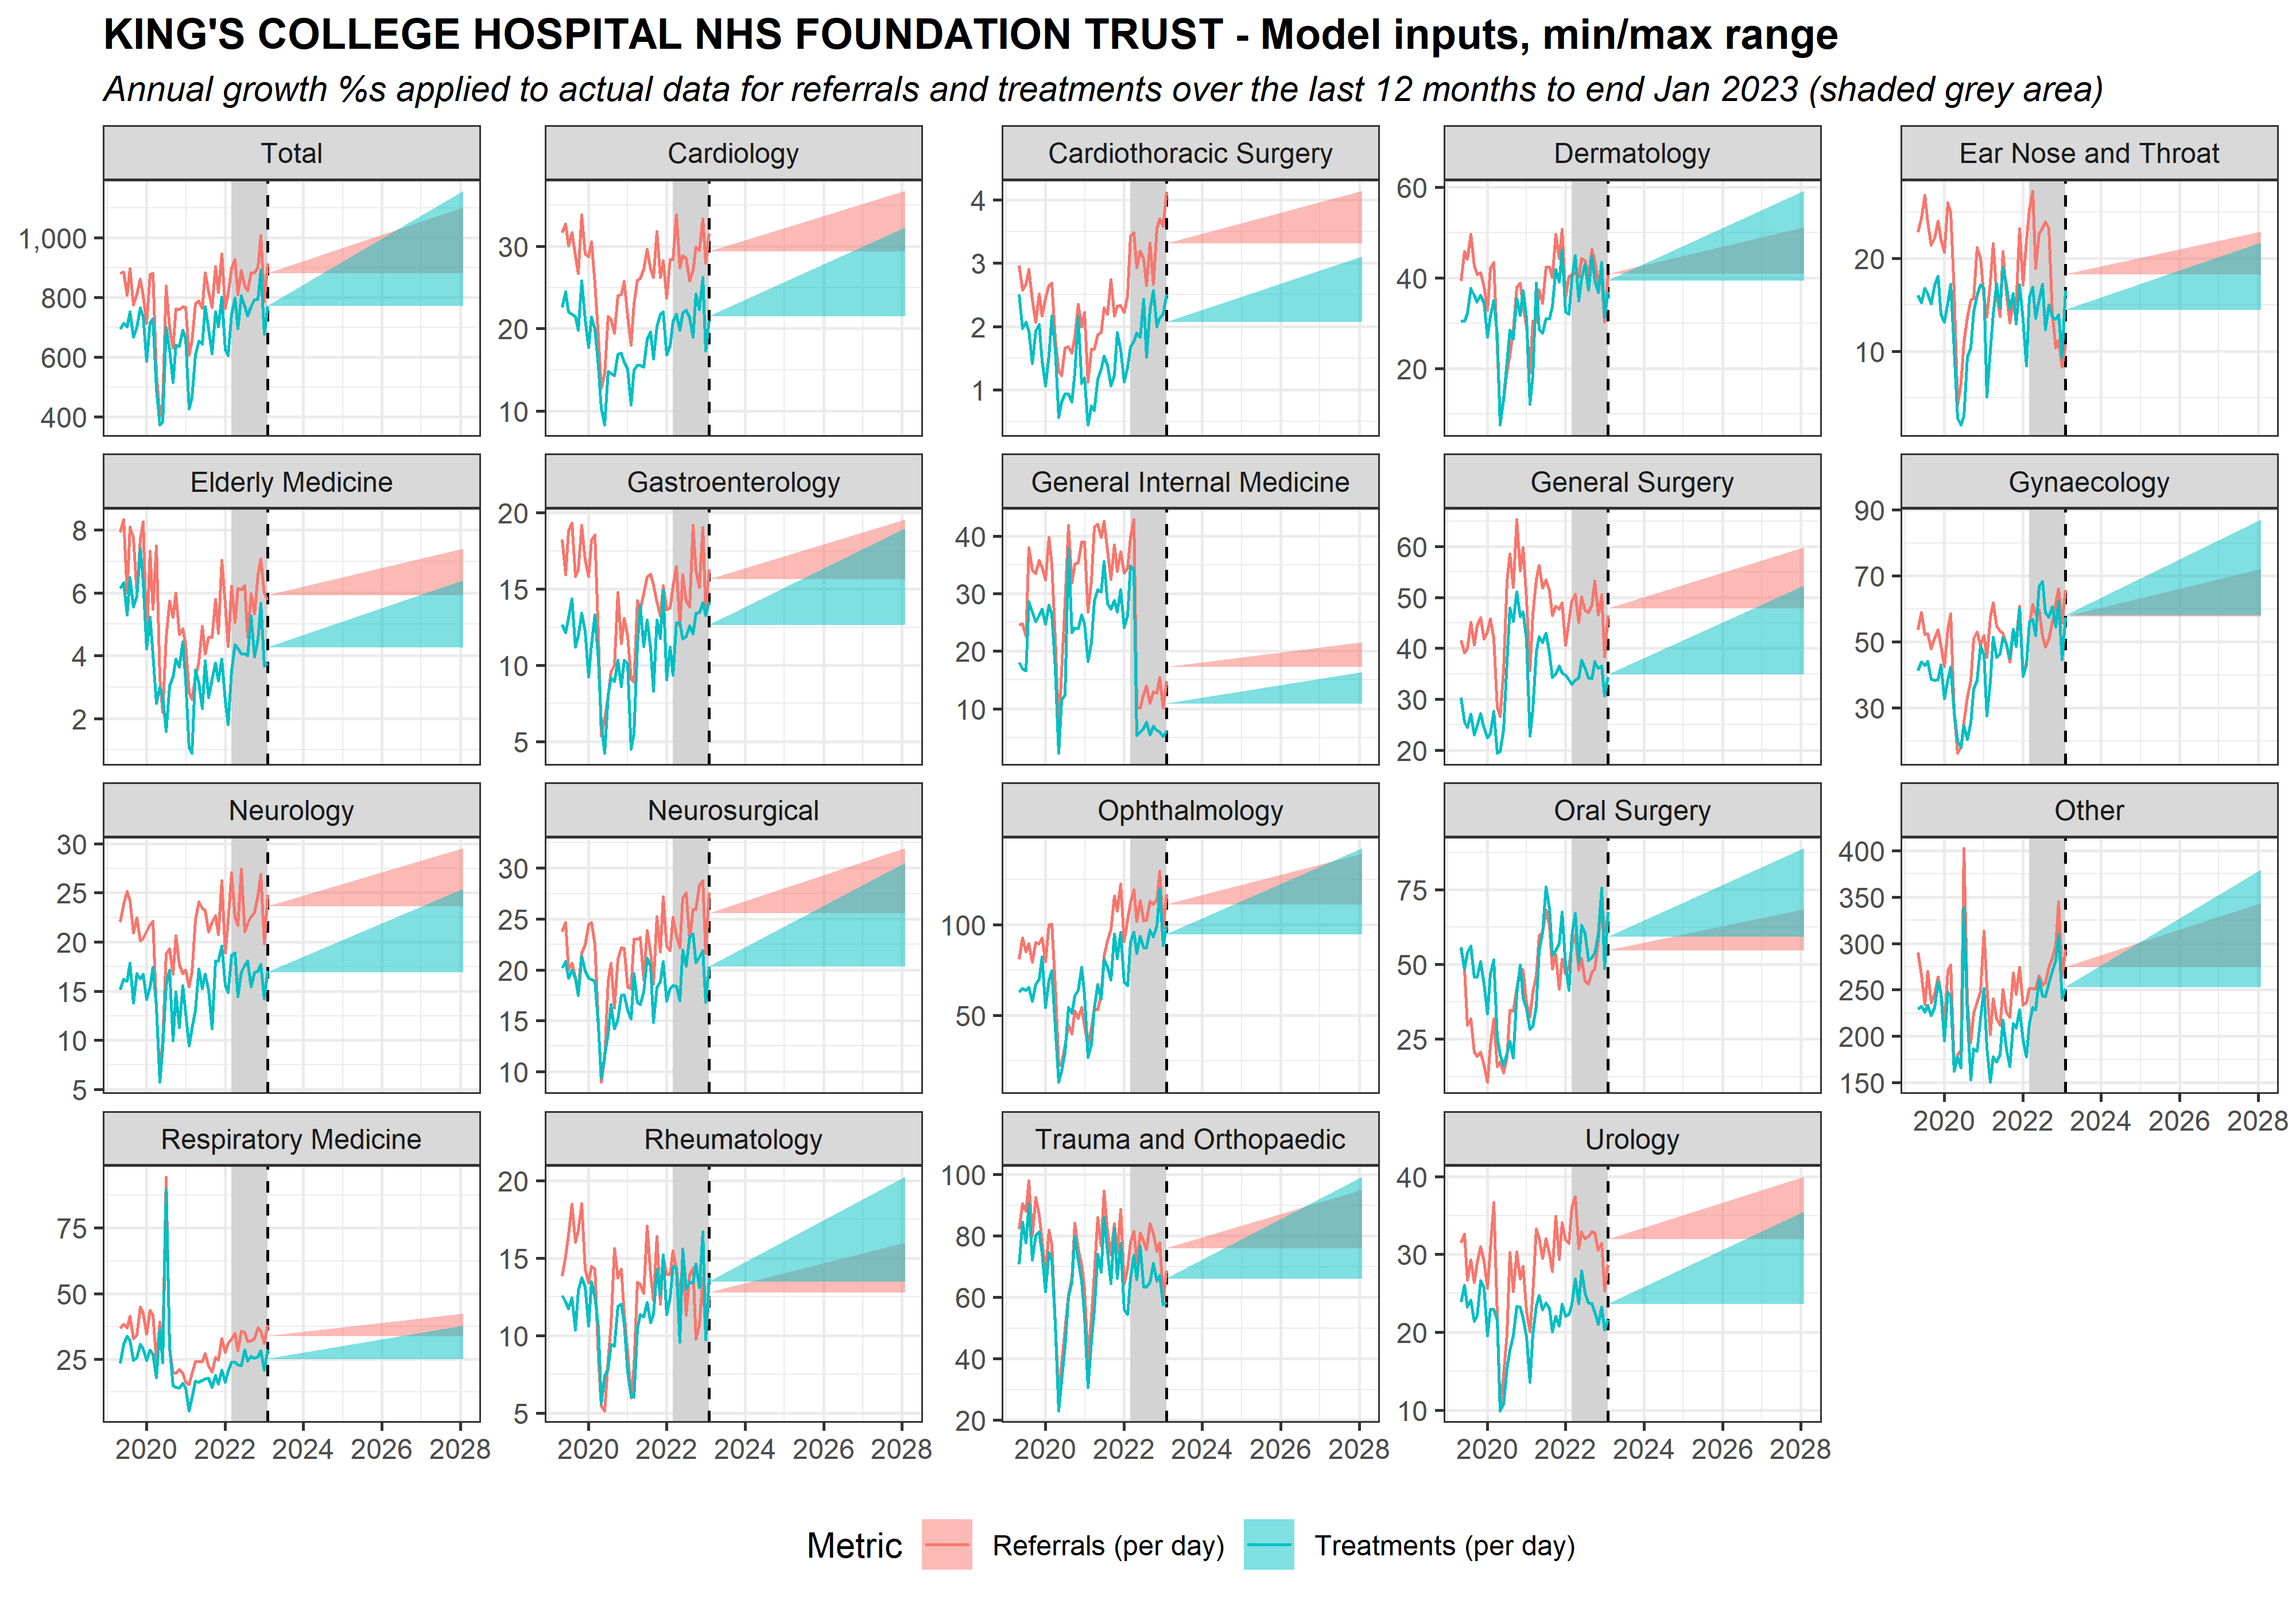 KING'S COLLEGE HOSPITAL NHS FOUNDATION TRUST - Model inputs, min/max range
Annual growth %s applied to actual data for referrals and treatments over the last 12 months to end Jan 2023 (shaded grey area)
Total
1,000
800
600
400
Cardiology
30
20
10
Cardiothoracic Surgery
4
3
2
1
Dermatology
60
40
20
Ear Nose and Throat
20
10
Elderly Medicine
8
6
4
2
Gastroenterology
20
15
10
5
General Internal Medicine
40
30
20
10
General Surgery
60
50
40
30
20
Gynaecology
90
70
50
30
Neurology
30
25
20
15
10
5
Neurosurgical
30
25
20
15
10
Ophthalmology
100
50
Oral Surgery
75
50
25
Other
400
350
300
250
200
150
2020 2022 2024 2026 2028
Respiratory Medicine
75
50
25
2020 2022 2024 2026 2028
Rheumatology
20
15
10
5
2020 2022 2024 2026 2028
Trauma and Orthopaedic
100
80
60
40
20
2020 2022 2024 2026 2028
Urology
40
30
20
10
2020 2022 2024 2026 2028
Metric Referrals (per day) Treatments (per day)